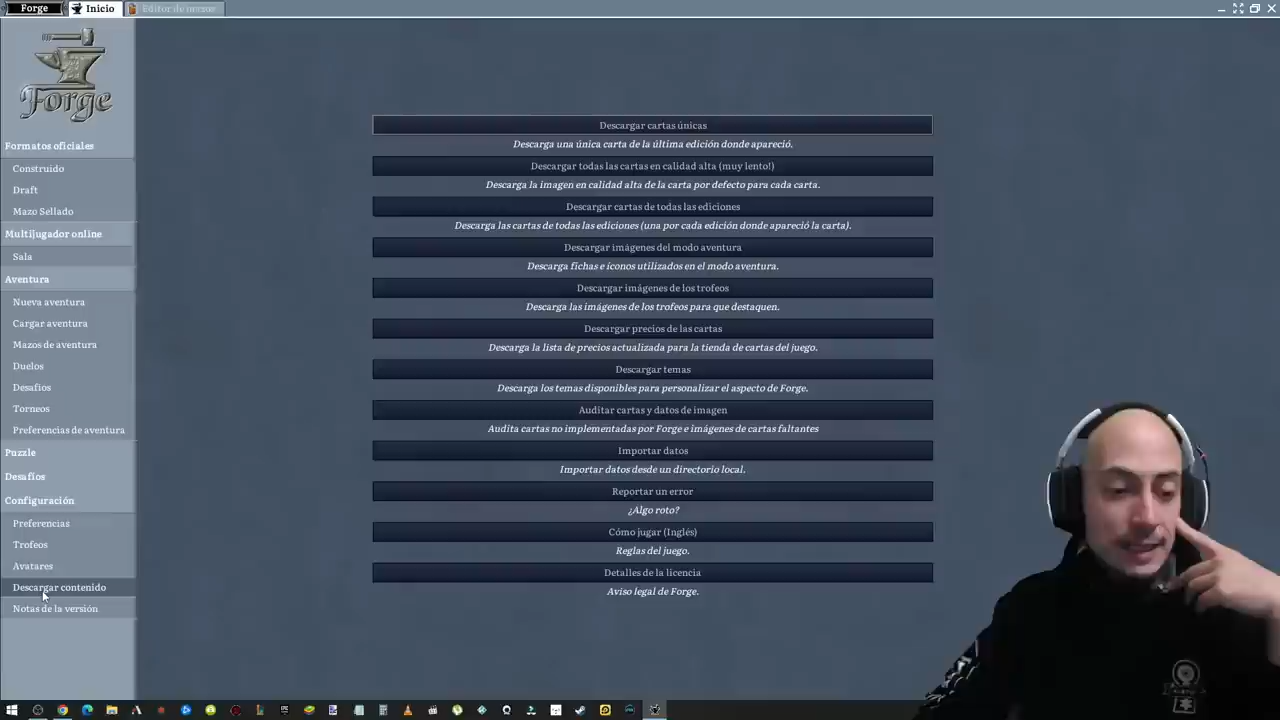 Forge
Inicio
Editor de mazos
Forge
Formatos oficiales
Construido
Draft
Mazo Sellado
Multijugador online
Sala
Aventura
Nueva aventura
Cargar aventura
Mazos de aventura
Duelos
Desafíos
Torneos
Preferencias de aventura
Puzzle
Desafíos
Configuración
Preferencias
Trofeos
Avatares
Descargar contenido
Notas de la versión
Descargar cartas únicas
Descarga una única carta de la última edición donde apareció.
Descargar todas las cartas en calidad alta (muy lento!)
Descarga la imagen en calidad alta de la carta por defecto para cada carta.
Descargar cartas de todas las ediciones
Descarga las cartas de todas las ediciones (una por cada edición donde apareció la carta).
Descargar imágenes del modo aventura
Descarga fichas e íconos utilizados en el modo aventura.
Descargar imágenes de los trofeos
Descarga las imágenes de los trofeos para que destaquen.
Descargar precios de las cartas
Descarga la lista de precios actualizada para la tienda de cartas del juego.
Descargar temas
Descarga los temas disponibles para personalizar el aspecto de Forge.
Auditar cartas y datos de imagen
Audita cartas no implementadas por Forge e imágenes de cartas faltantes
Importar datos
Importar datos desde un directorio local.
Reportar un error
¿Algo roto?
Cómo jugar (Inglés)
Reglas del juego.
Detalles de la licencia
Aviso legal de Forge.